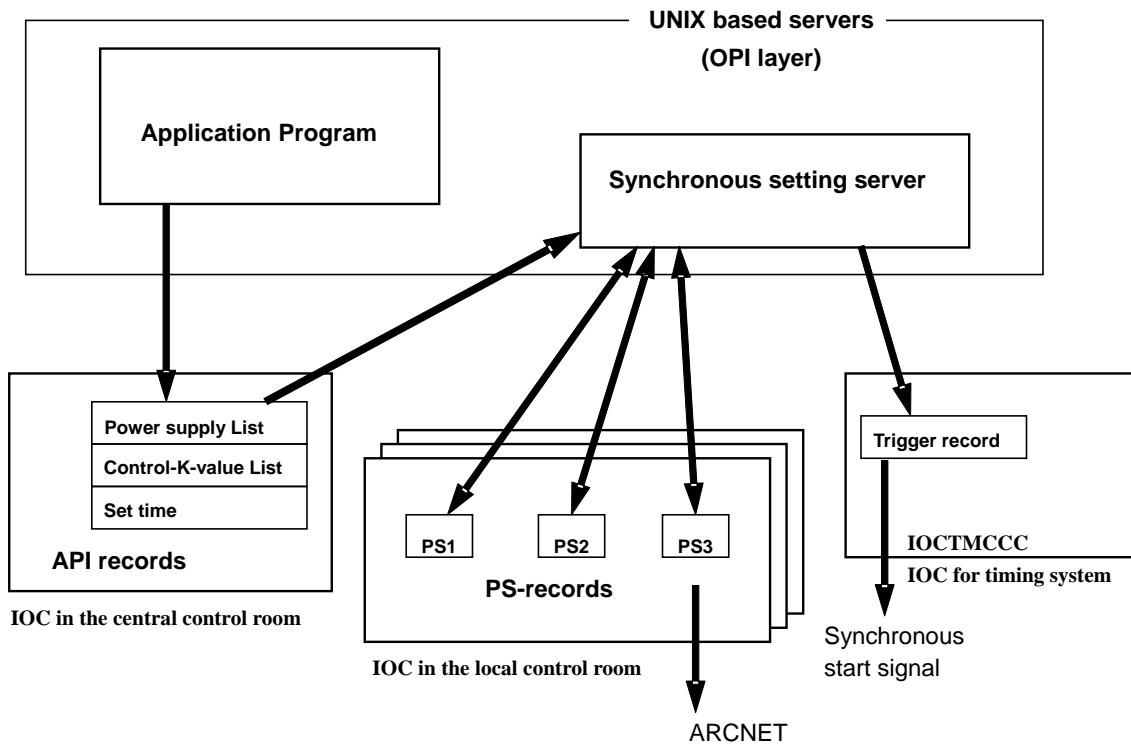 UNIX based servers
(OPI layer)
Application Program
Synchronous setting server
Power supply List
Control-K-value List
Set time
API records
IOC in the central control room
PS1
PS2
PS3
PS-records
IOC in the local control room
ARCNET
Trigger record
IOCTMCCC
IOC for timing system
Synchronous
start signal